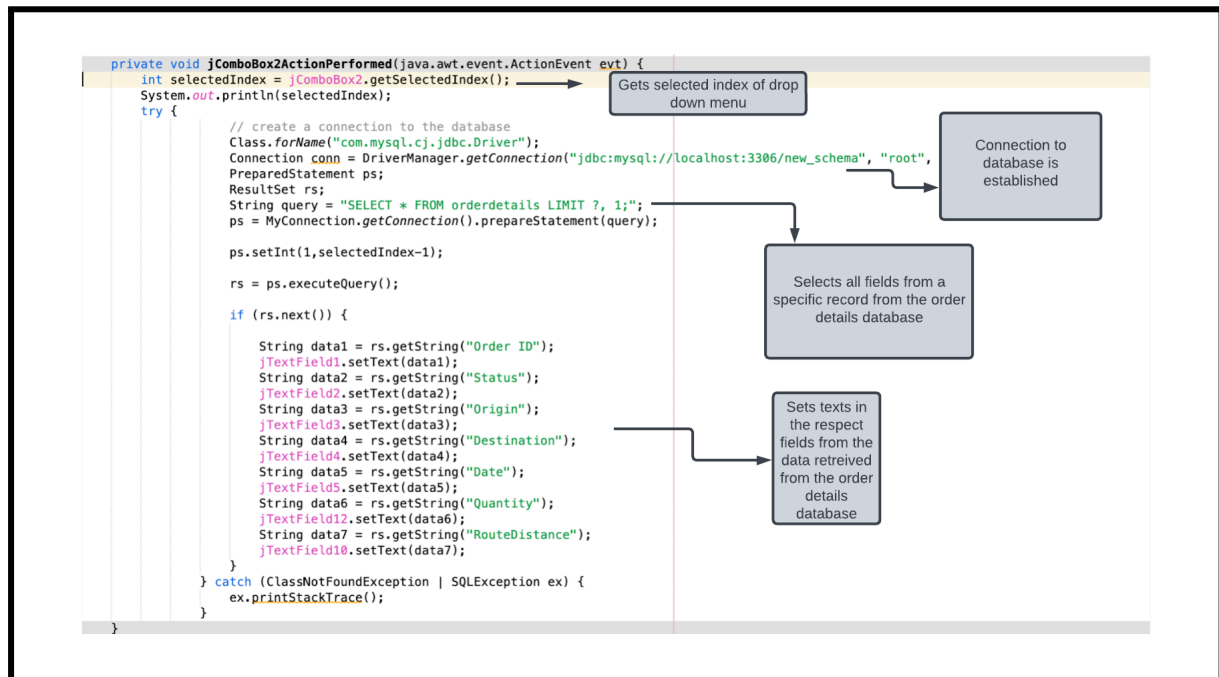 private void jComboBox2ActionPerformed(java.awt.event.ActionEvent evt) {
int selectedIndex = jComboBox2.getSelectedIndex();
System.out.println(selectedIndex);
try {
// create a connection to the database
Class.forName("com.mysql.cj.jdbc.Driver");
Connection conn = DriverManager.getConnection("jdbc:mysql://localhost:3306/new_schema", "root",
PreparedStatement ps;
ResultSet rs;
String query = "SELECT * FROM orderdetails LIMIT ?, 1;";
ps = MyConnection.getConnection().prepareStatement(query);
ps.setInt(1,selectedIndex-1);
rs = ps.executeQuery();
if (rs.next()) {
String data1 = rs.getString("Order ID");
jTextField1.setText(data1);
String data2 = rs.getString("Status");
jTextField2.setText(data2);
String data3 = rs.getString("Origin");
jTextField3.setText(data3);
String data4 = rs.getString("Destination");
jTextField4.setText(data4);
String data5 = rs.getString("Date");
jTextField5.setText(data5);
String data6 = rs.getString("Quantity");
jTextField12.setText(data6);
String data7 = rs.getString("RouteDistance");
jTextField10.setText(data7);
}
} catch (ClassNotFoundException | SQLException ex) {
ex.printStackTrace();
}
}
Gets selected index of drop
down menu
Connection to
database is
established
Selects all fields from a
specific record from the order
details database
Sets texts in
the respect
fields from the
data retreived
from the order
details
database